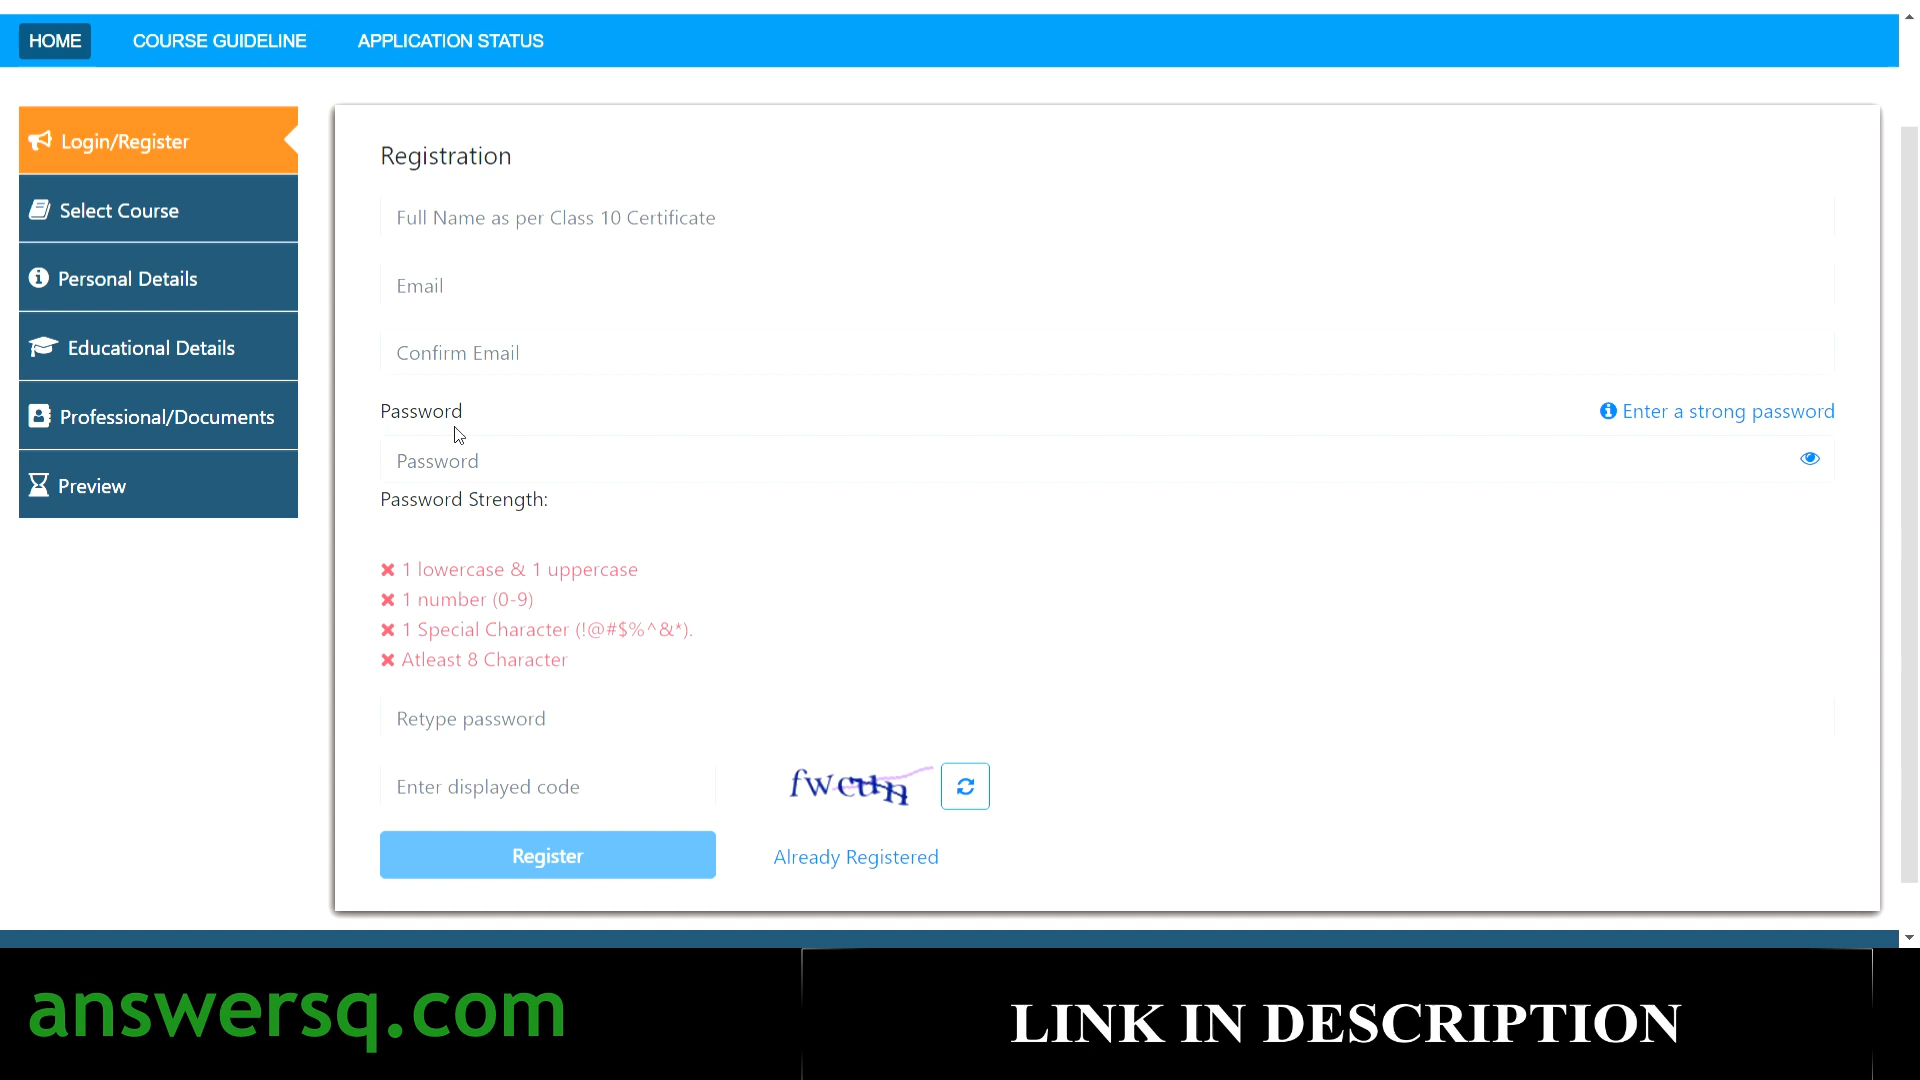 HOME COURSE GUIDELINE APPLICATION STATUS
Login/Register
Select Course
Personal Details
Educational Details
Professional/Documents
Preview
Registration
Full Name as per Class 10 Certificate
Email
Confirm Email
Password
Enter a strong password
Password
Password Strength:
1 lowercase & 1 uppercase
1 number (0-9)
1 Special Character (!@#$%^&*).
Atleast 8 Character
Retype password
Enter displayed code
Register
Already Registered
answersq.com
LINK IN DESCRIPTION